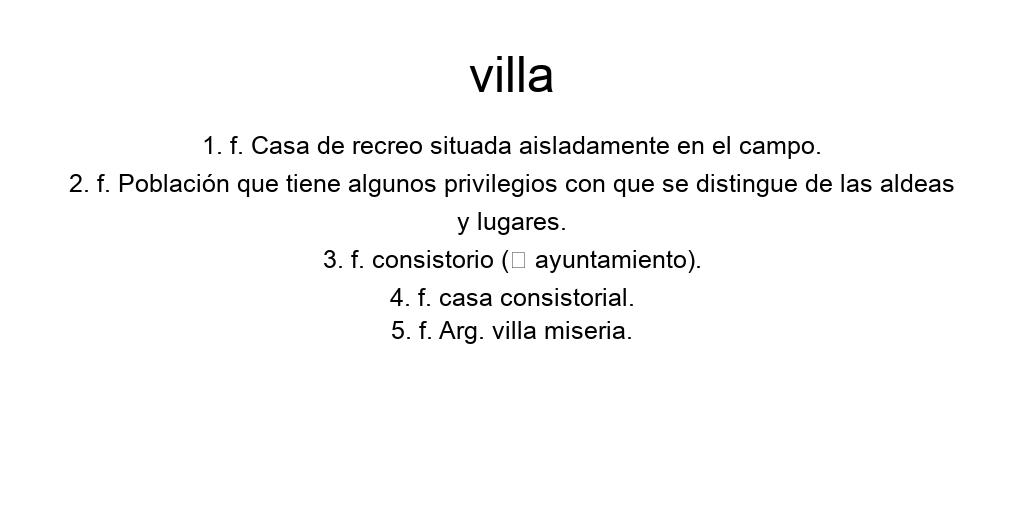 villa
1. f. Casa de recreo situada aisladamente en el campo.
2. f. Población que tiene algunos privilegios con que se distingue de las aldeas
y lugares.
3. f. consistorio (□ ayuntamiento).
4. f. casa consistorial.
5. f. Arg. villa miseria.